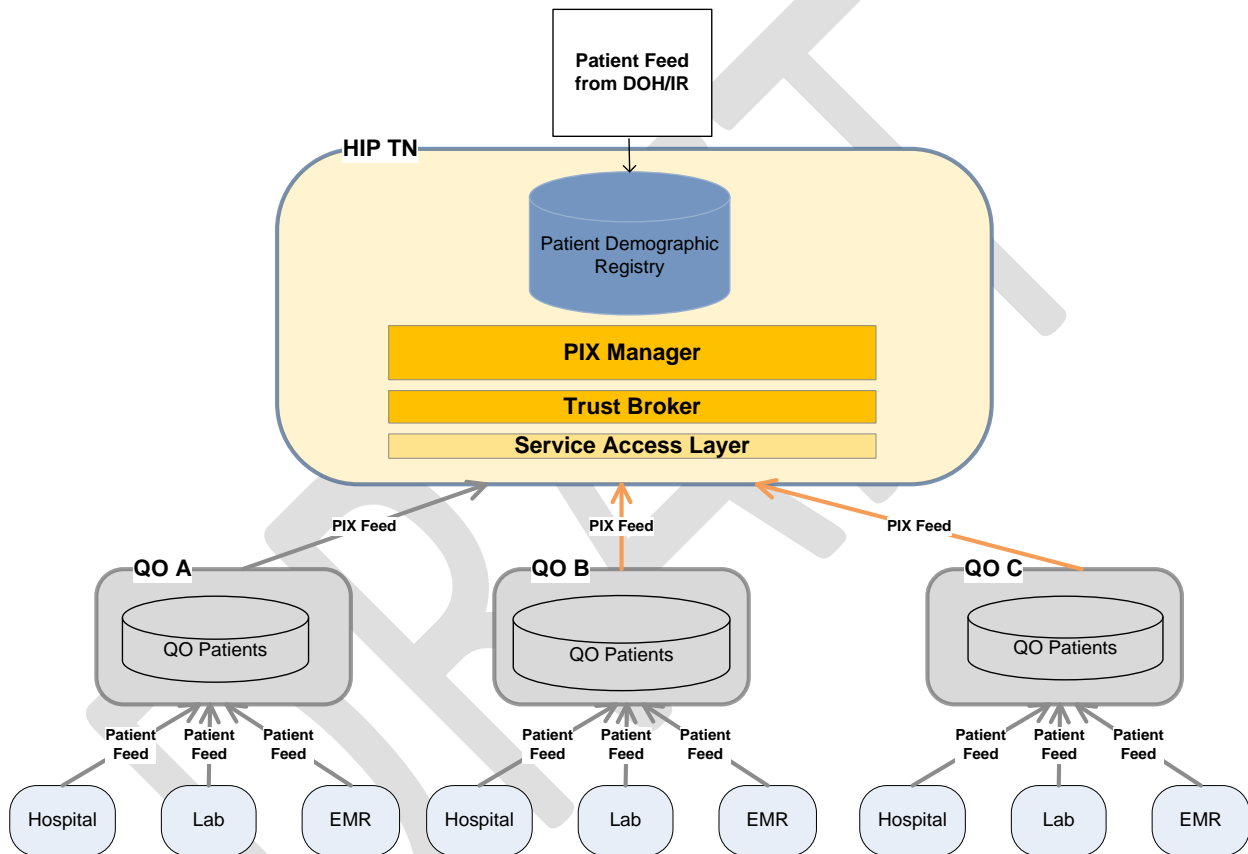 Patient Feed
from DOH/IR
HIP TN
Patient Demographic
Registry
PIX Manager
Trust Broker
Service Access Layer
PIX Feed
PIX Feed
PIX Feed
QO A
QO B
QO C
QO Patients
QO Patients
QO Patients
Patient
Feed
Patient
Feed
Patient
Feed
Patient
Feed
Patient
Feed
Patient
Feed
Patient
Feed
Patient
Feed
Patient
Feed
Hospital
Lab
EMR
Hospital
Lab
EMR
Hospital
Lab
EMR
DRAFT